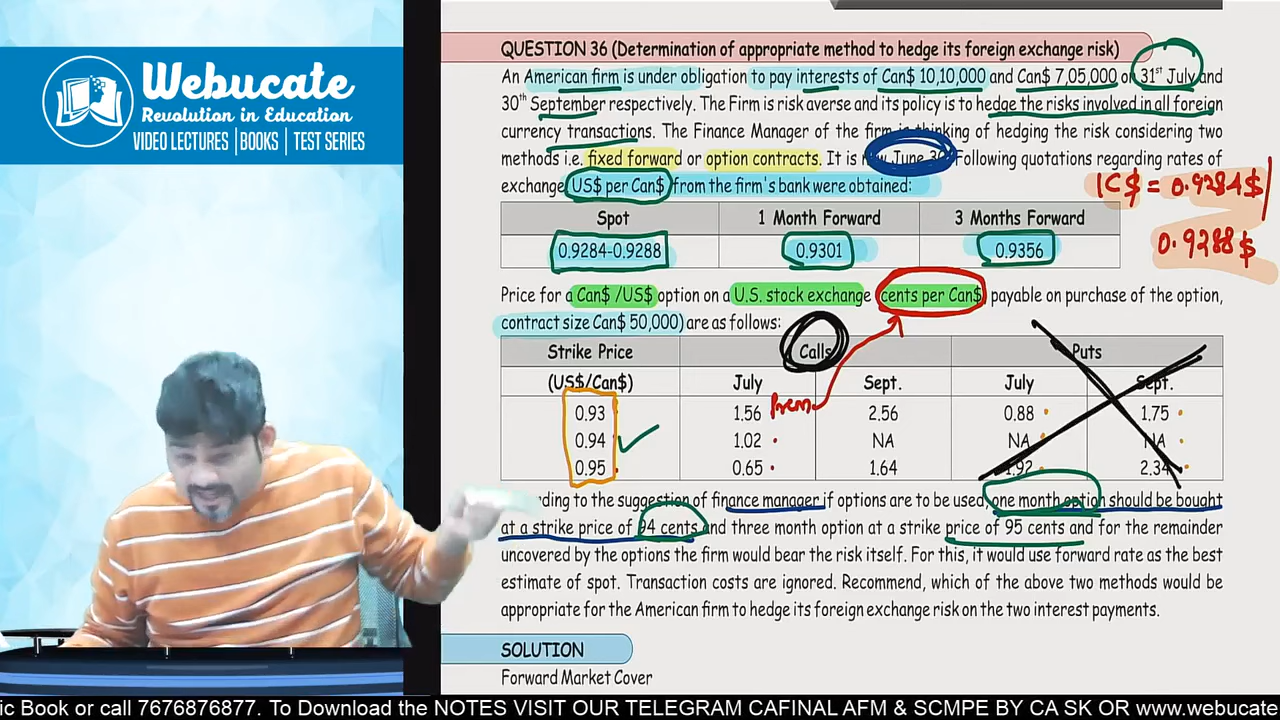 Webucate
Revolution in Education
VIDEO LECTURES | BOOKS | TEST SERIES
QUESTION 36 (Determination of appropriate method to hedge its foreign exchange risk)
An American firm is under obligation to pay interests of Can$ 10,10,000 and Can$ 7,05,000 on 31st July and
30th September respectively. The Firm is risk averse and its policy is to hedge the risks involved in all foreign
currency transactions. The Finance Manager of the firm is thinking of hedging the risk considering two
methods i.e. fixed forward or option contracts. It is now June 30. Following quotations regarding rates of
exchange US$ per Can$ from the firm's bank were obtained:
1C$ = 0.9284$/
0.9288$
Spot 1 Month Forward 3 Months Forward
0.9284-0.9288 0.9301 0.9356
Price for a Can$ /US$ option on a U.S. stock exchange (cents per Can$, payable on purchase of the option,
contract size Can$ 50,000) are as follows:
Strike Price Calls Puts
(US$/Can$) July Sept. July Sept.
0.93 1.56 Prem 2.56 0.88 1.75
0.94 1.02 NA NA NA
0.95 0.65 1.64 1.92 2.34
ding to the suggestion of finance manager if options are to be used, one month option should be bought
at a strike price of 94 cents and three month option at a strike price of 95 cents and for the remainder
uncovered by the options the firm would bear the risk itself. For this, it would use forward rate as the best
estimate of spot. Transaction costs are ignored. Recommend, which of the above two methods would be
appropriate for the American firm to hedge its foreign exchange risk on the two interest payments.
SOLUTION
Forward Market Cover
ic Book or call 7676876877. To Download the NOTES VISIT OUR TELEGRAM CAFINAL AFM & SCMPE BY CA SK OR www.webucate